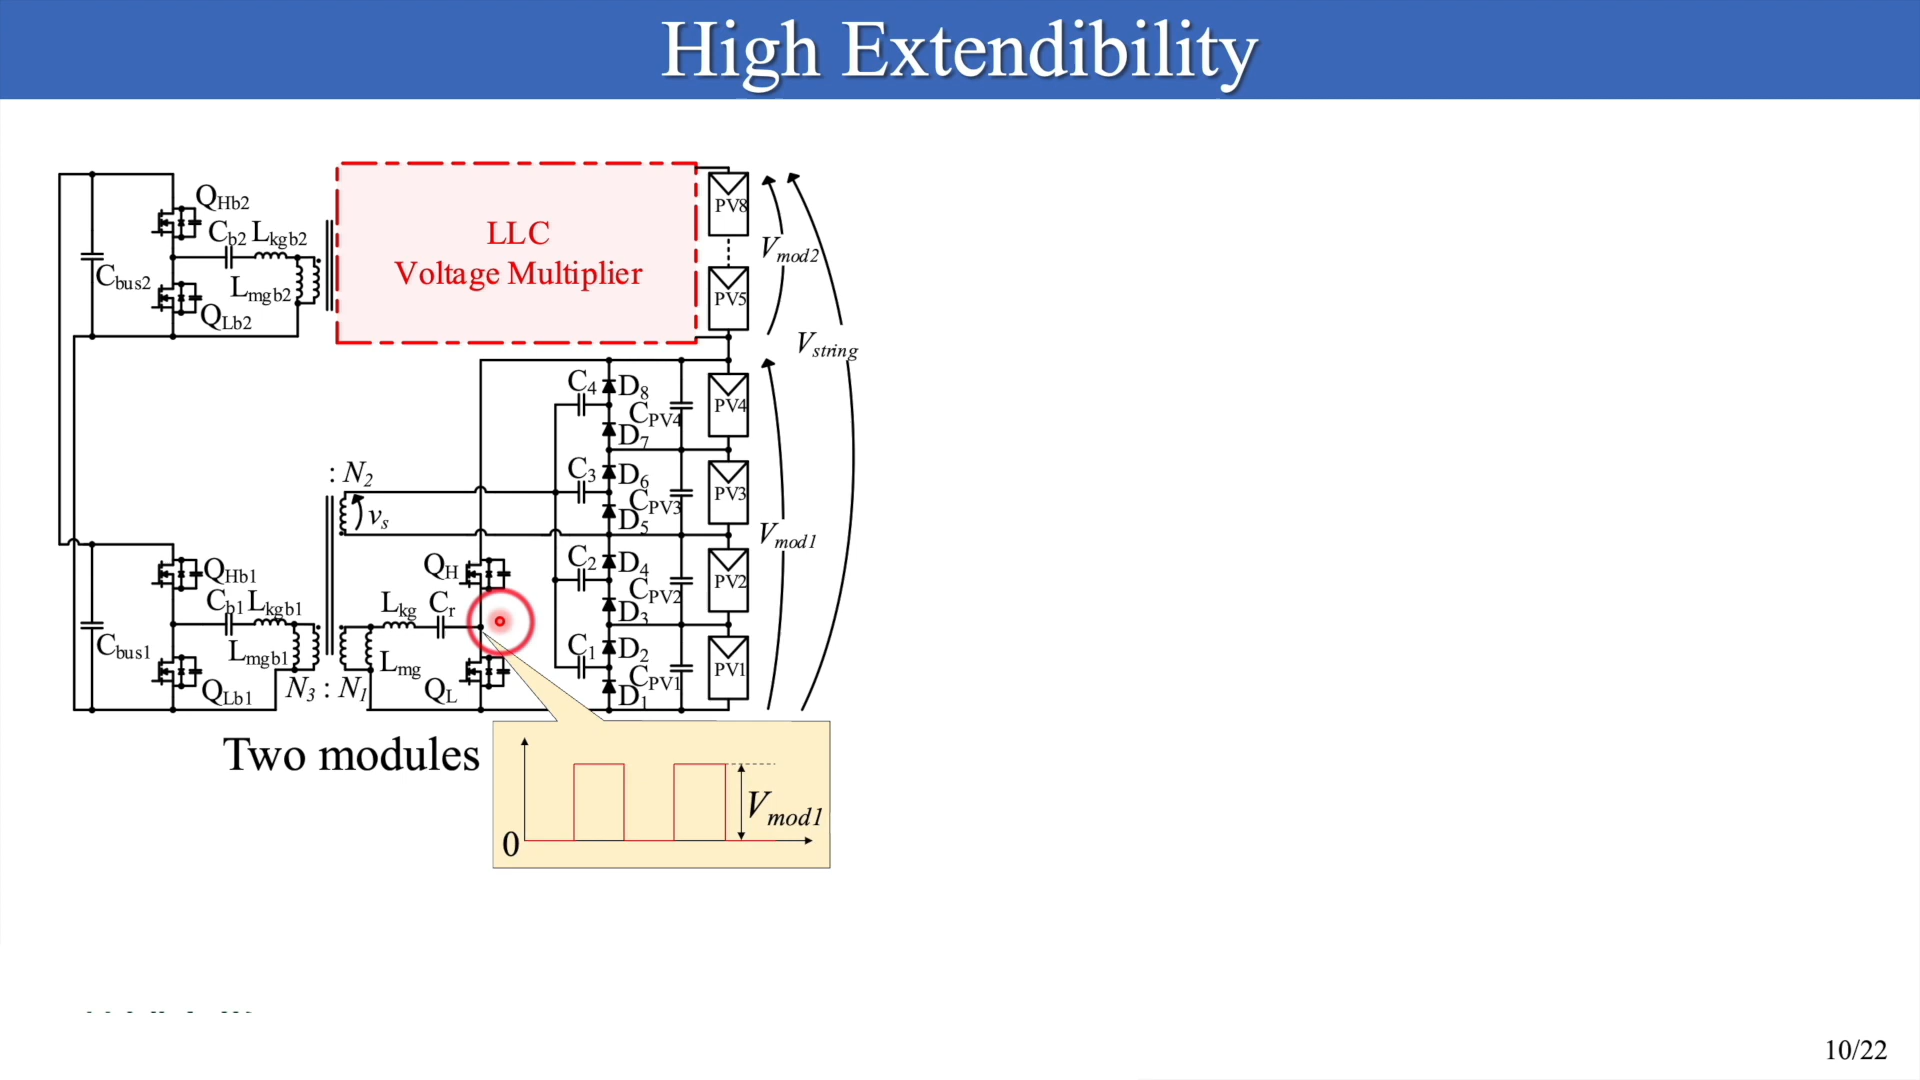 High Extendibility
QHb2
Cb2 Lkgb2
Cbus2
Lmgb2
QLb2
LLC
Voltage Multiplier
PV8
Vmod2
PV5
Vstring
C4 D8
CPV4
D7
PV4
: N2
vs
C3 D6
CPV3
D5
PV3
Vmod1
QHb1
Cb1 Lkgb1
Cbus1
Lmgb1
QLb1
N3 : N1
QH
Lkg Cr
Lmg
QL
C2 D4
CPV2
D3
PV2
C1 D2
CPV1
D1
PV1
Two modules
Vmod1
0
10/22